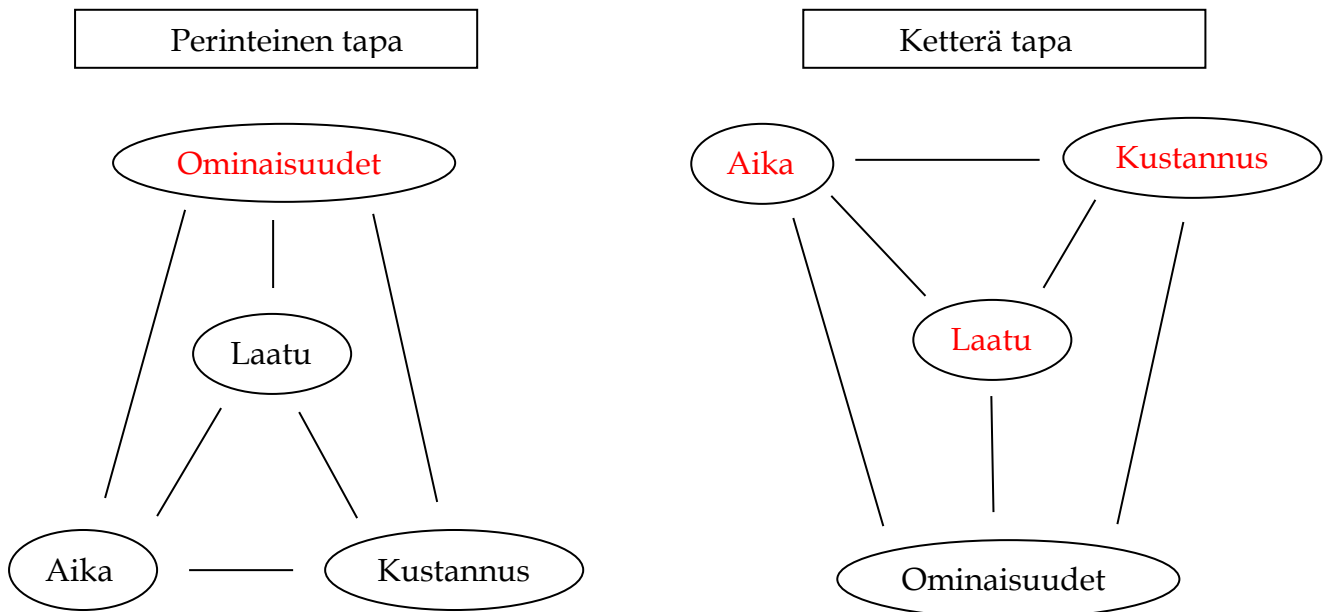 Perinteinen tapa
Ominaisuudet
Laatu
Aika
Kustannus
Ketterä tapa
Aika
Kustannus
Laatu
Ominaisuudet